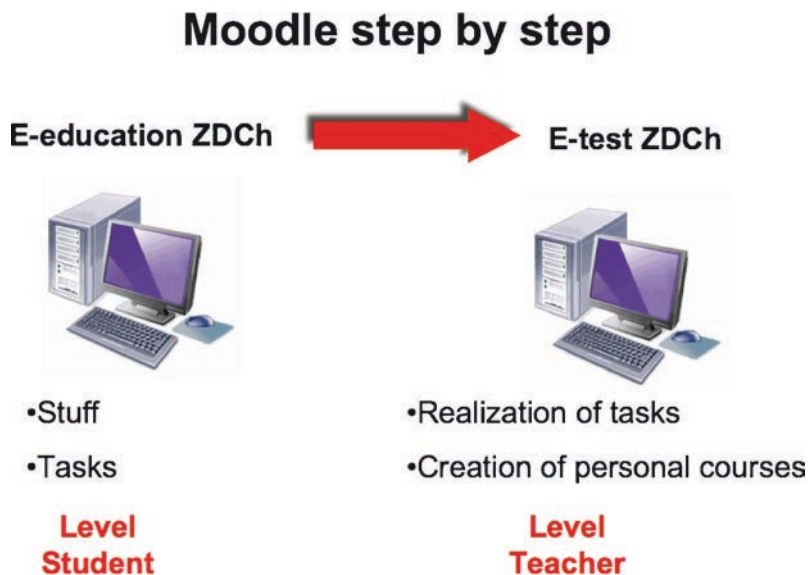 Moodle step by step
E-education ZDCh
E-test ZDCh
•Stuff
•Tasks
Level
Student
•Realization of tasks
•Creation of personal courses
Level
Teacher